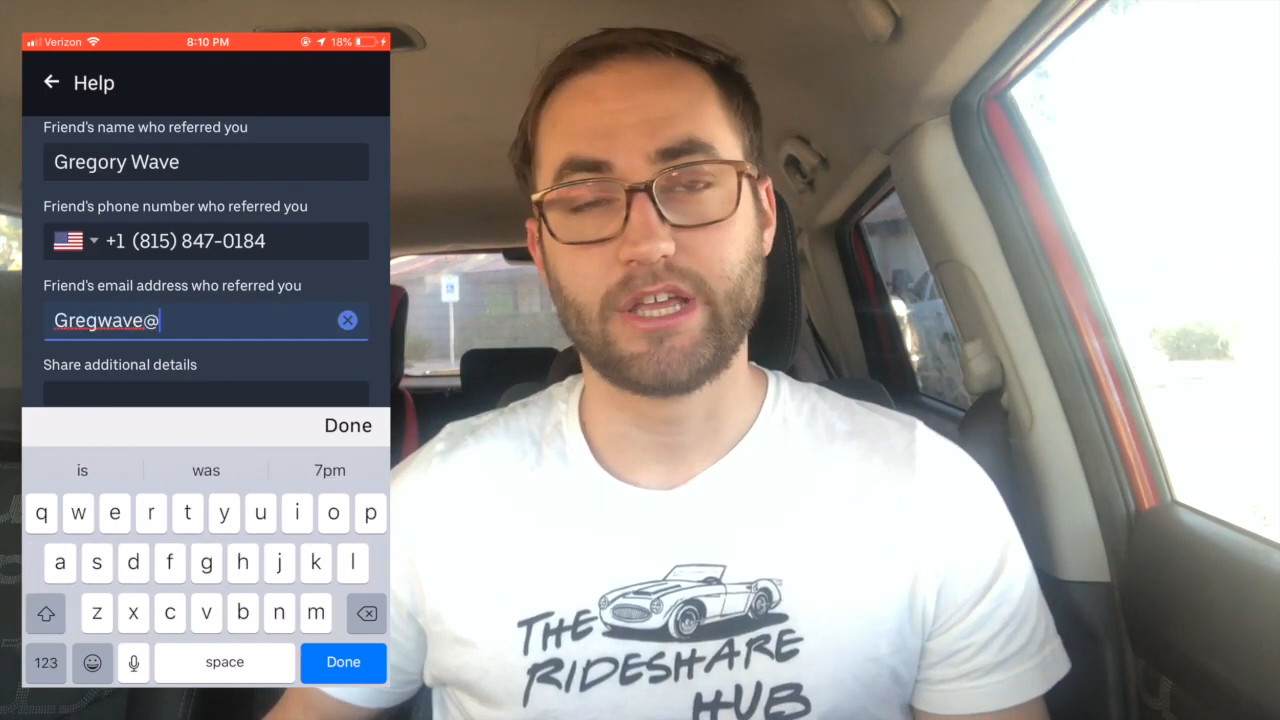 Verizon 8:10 PM 18%
Help
Friend's name who referred you
Gregory Wave
Friend's phone number who referred you
+1 (815) 847-0184
Friend's email address who referred you
Gregwave@
Share additional details
Done
is was 7pm
q w e r t y u i o p
a s d f g h j k l
z x c v b n m
123 space Done
THE
RIDESHARE
HUB